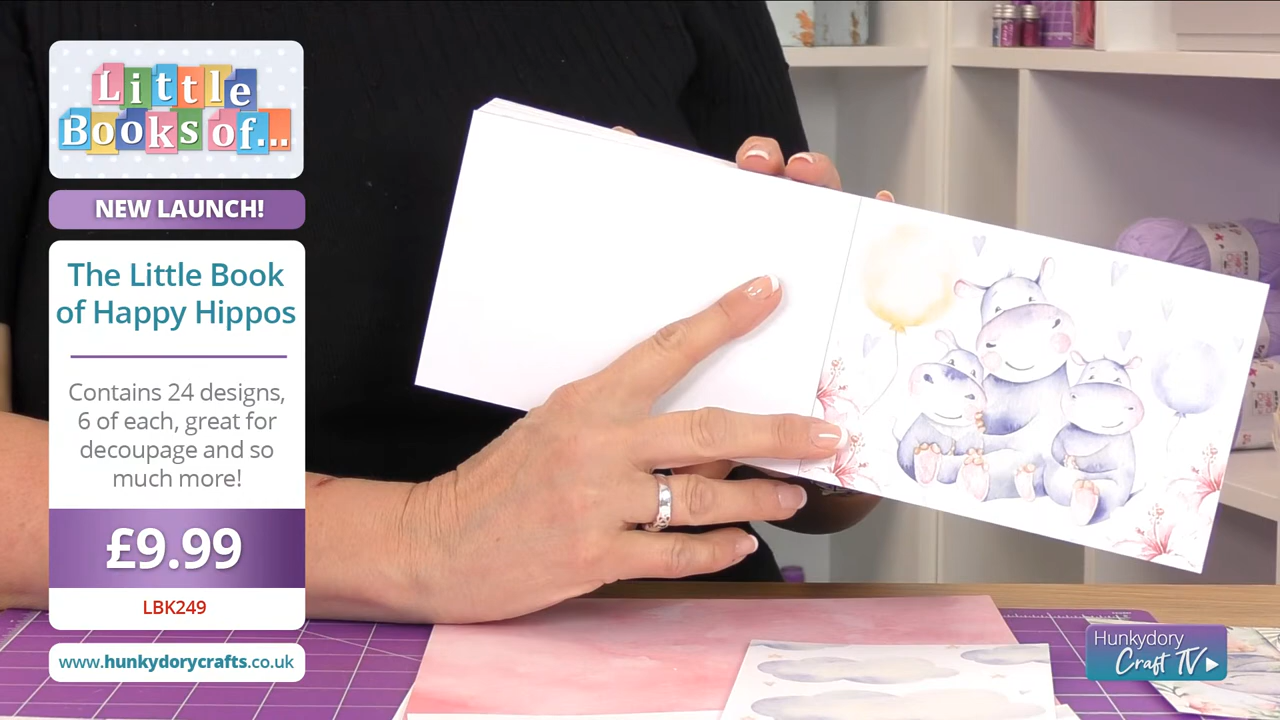 Little
Books of...
NEW LAUNCH!
The Little Book
of Happy Hippos
Contains 24 designs,
6 of each, great for
decoupage and so
much more!
£9.99
LBK249
www.hunkydorycrafts.co.uk
Hunkydory
Craft TV